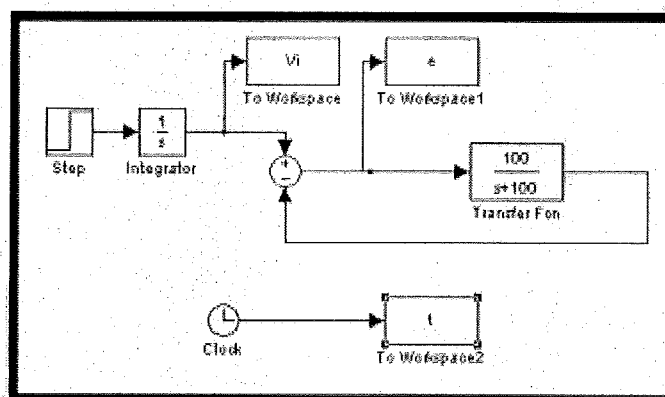 Vi
e
To Workspace
To Workspace1
1
s
Step
Integrator
+
−
100
s+100
Transfer Fcn
t
Clock
To Workspace2